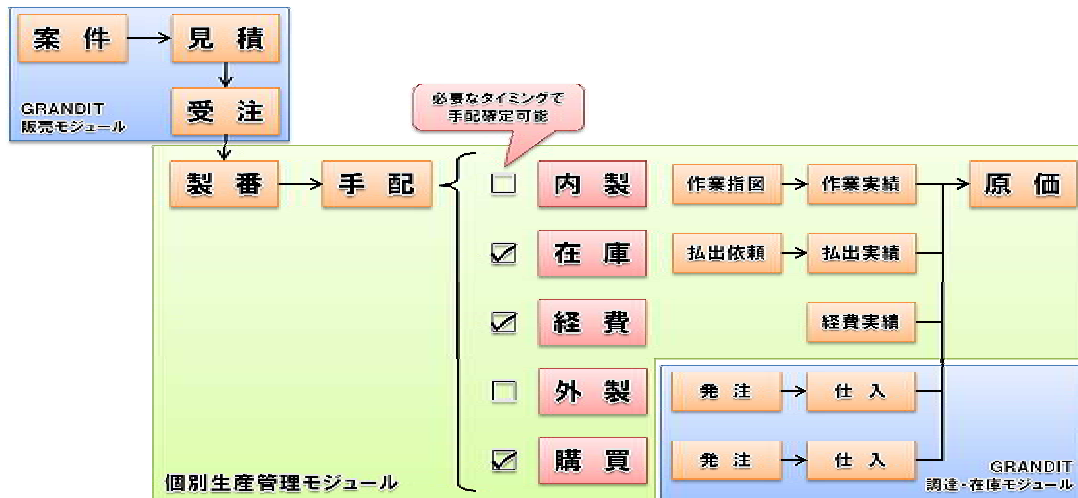 案件
見積
GRANDIT
販売モジュール
受注
必要なタイミングで
手配確定可能
製番
手配
内製
作業指図
作業実績
原価
在庫
払出依頼
払出実績
経費
経費実績
外製
発注
仕入
購買
発注
仕入
GRANDIT
調達・在庫モジュール
個別生産管理モジュール